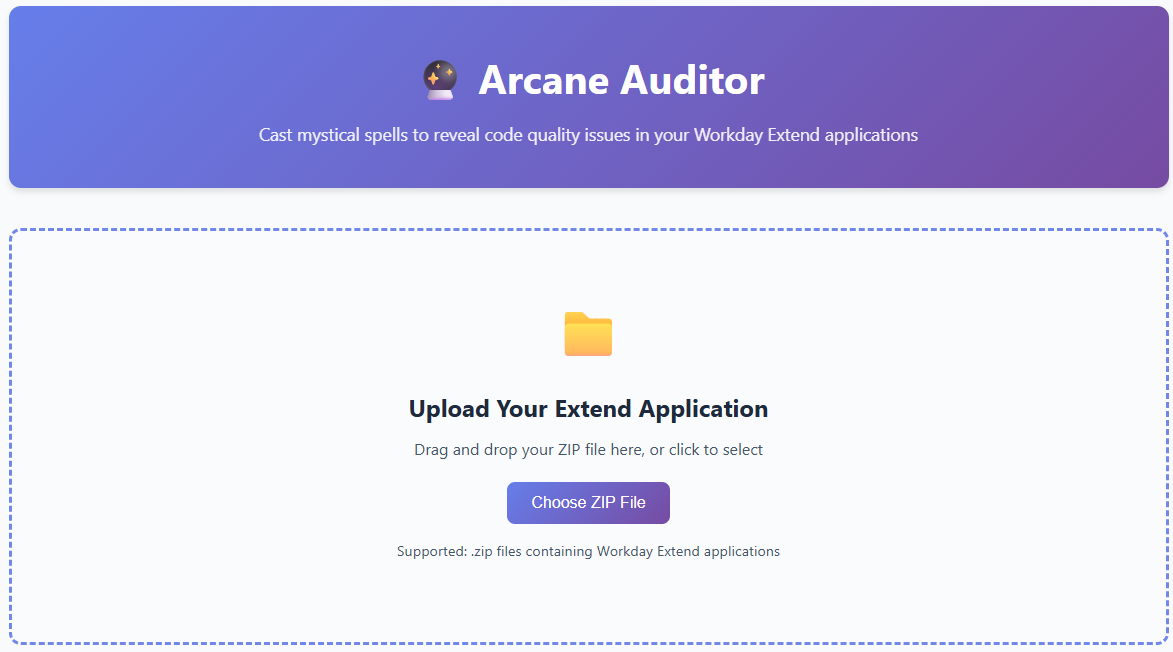 Arcane Auditor
Cast mystical spells to reveal code quality issues in your Workday Extend applications
Upload Your Extend Application
Drag and drop your ZIP file here, or click to select
Choose ZIP File
Supported: .zip files containing Workday Extend applications